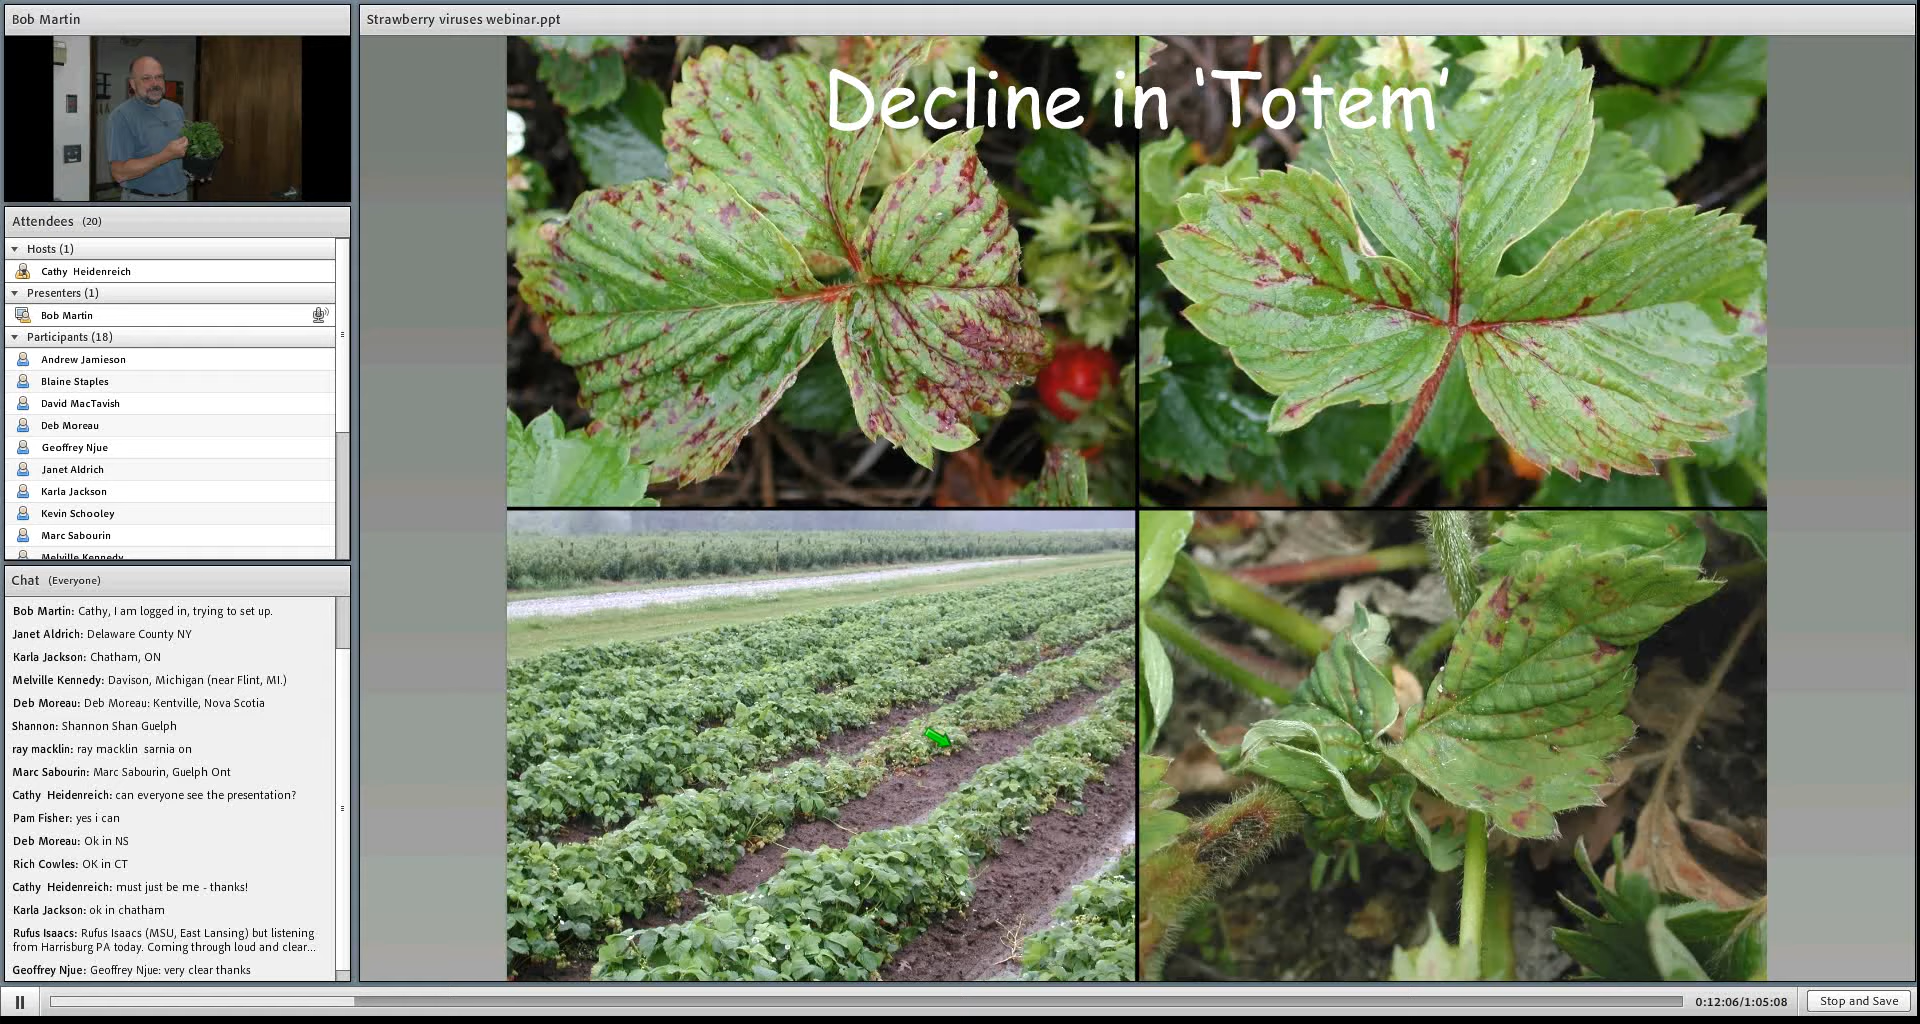 Bob Martin
Strawberry viruses webinar.ppt
Decline in 'Totem'
Attendees (20)
Hosts (1)
Cathy Heidenreich
Presenters (1)
Bob Martin
Participants (18)
Andrew Jamieson
Blaine Staples
David MacTavish
Deb Moreau
Geoffrey Njue
Janet Aldrich
Karla Jackson
Kevin Schooley
Marc Sabourin
Melville Kennedy
Chat (Everyone)
Bob Martin: Cathy, I am logged in, trying to set up.
Janet Aldrich: Delaware County NY
Karla Jackson: Chatham, ON
Melville Kennedy: Davison, Michigan (near Flint, MI.)
Deb Moreau: Deb Moreau: Kentville, Nova Scotia
Shannon: Shannon Shan Guelph
ray macklin: ray macklin sarnia on
Marc Sabourin: Marc Sabourin, Guelph Ont
Cathy Heidenreich: can everyone see the presentation?
Pam Fisher: yes i can
Deb Moreau: Ok in NS
Rich Cowles: OK in CT
Cathy Heidenreich: must just be me - thanks!
Karla Jackson: ok in chatham
Rufus Isaacs: Rufus Isaacs (MSU, East Lansing) but listening
from Harrisburg PA today. Coming through loud and clear...
Geoffrey Njue: Geoffrey Njue: very clear thanks
0:12:06/1:05:08
Stop and Save